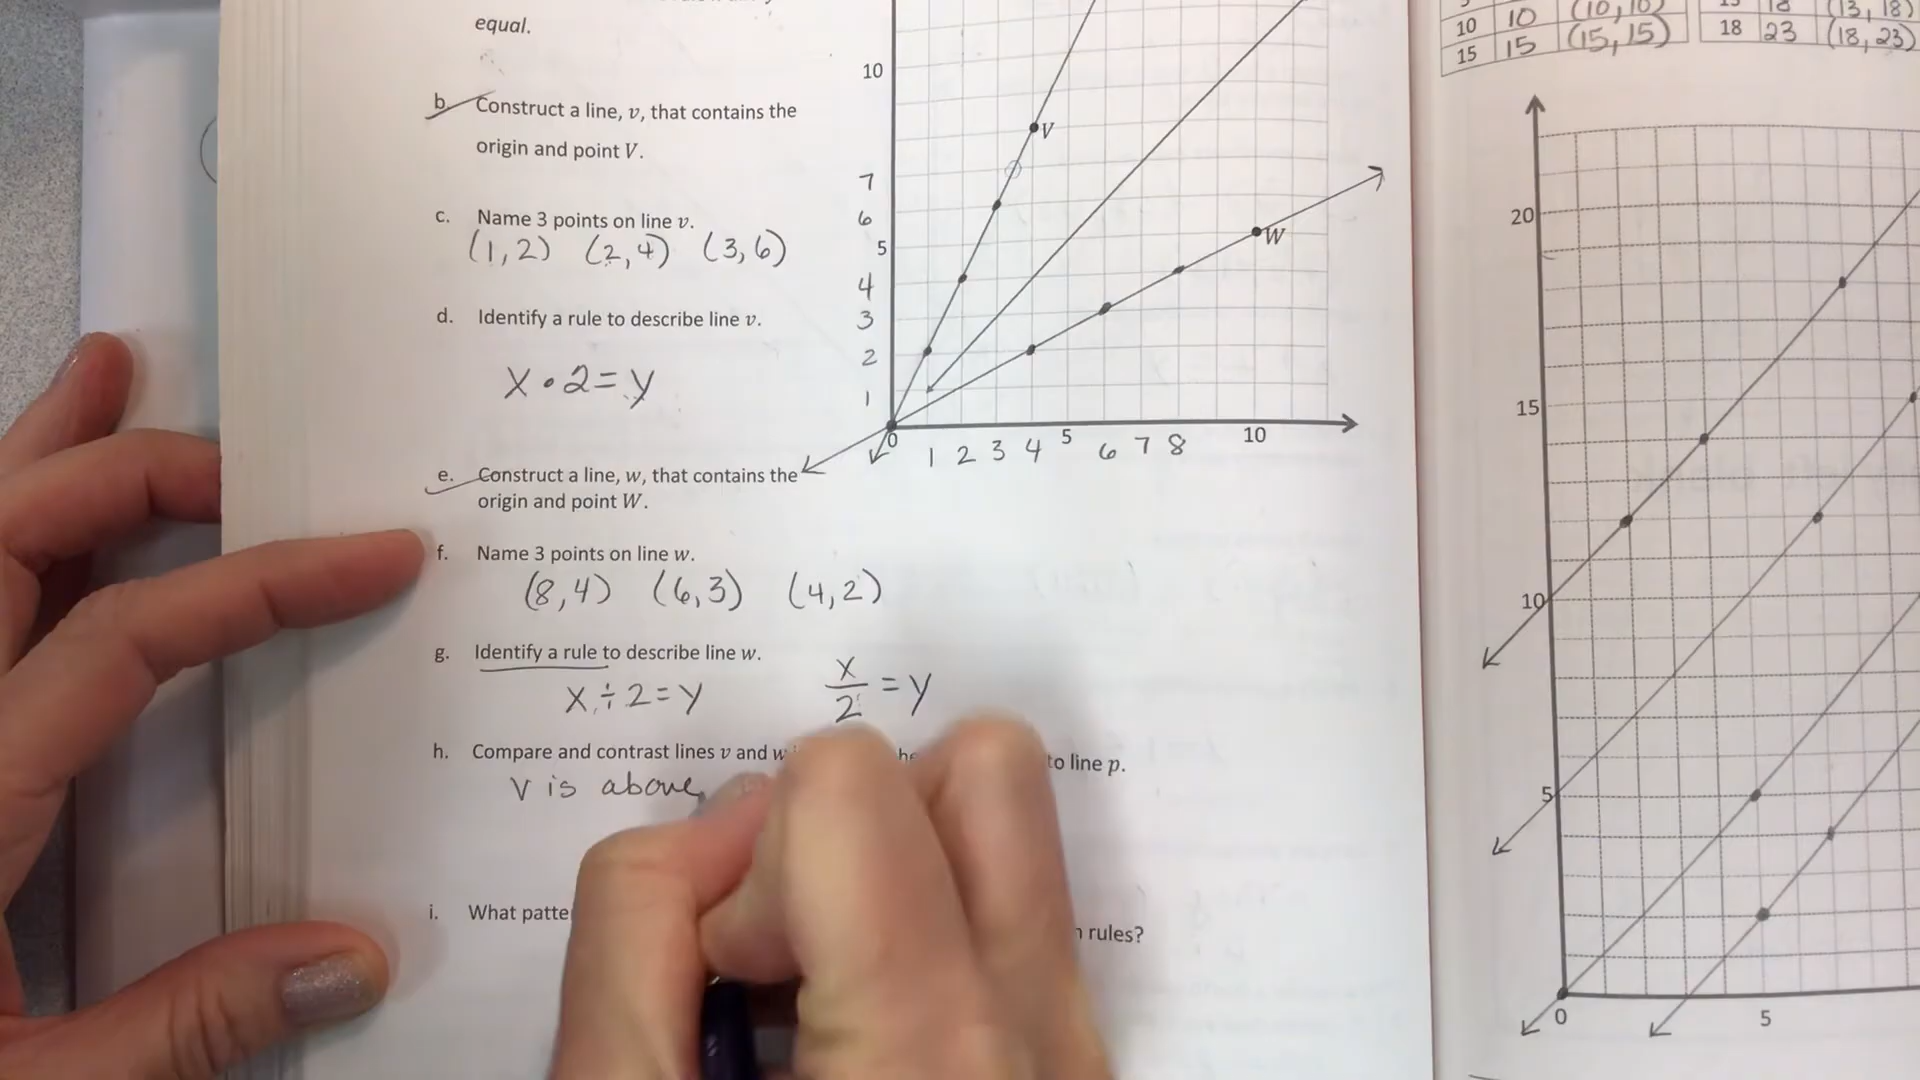 equal.
b. Construct a line, v, that contains the
origin and point V.
c. Name 3 points on line v.
(1,2) (2,4) (3,6)
d. Identify a rule to describe line v.
x • 2 = y
e. Construct a line, w, that contains the
origin and point W.
f. Name 3 points on line w.
(8,4) (6,3) (4,2)
g. Identify a rule to describe line w.
x ÷ 2 = y
x/2 = y
h. Compare and contrast lines v and w to line p.
v is above
i. What rules?
10
7
6
5
4
3
2
1
0
1 2 3 4 5 6 7 8 10
V
W
10 10 (10,10)
15 15 (15,15)
18 (13,18)
18 23 (18,23)
20
15
10
5
0
5